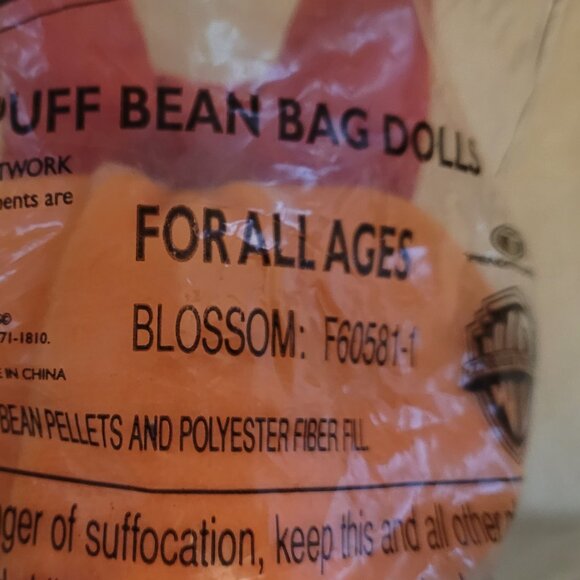 PUFF BEAN BAG DOLLS
TWORK
ents are
FOR ALL AGES
BLOSSOM: F60581-1
71-1810.
E IN CHINA
BEAN PELLETS AND POLYESTER FIBER FILL
ger of suffocation, keep this and all other